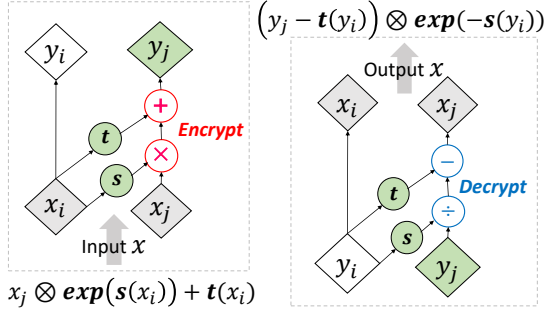 (y_j − t(y_i)) ⊗ exp(−s(y_i))
y_i y_j
Output x
x_i x_j
+
Encrypt
t
×
s
−
t
Decrypt
÷
s
x_i x_j
Input x
y_i y_j
x_j ⊗ exp(s(x_i)) + t(x_i)